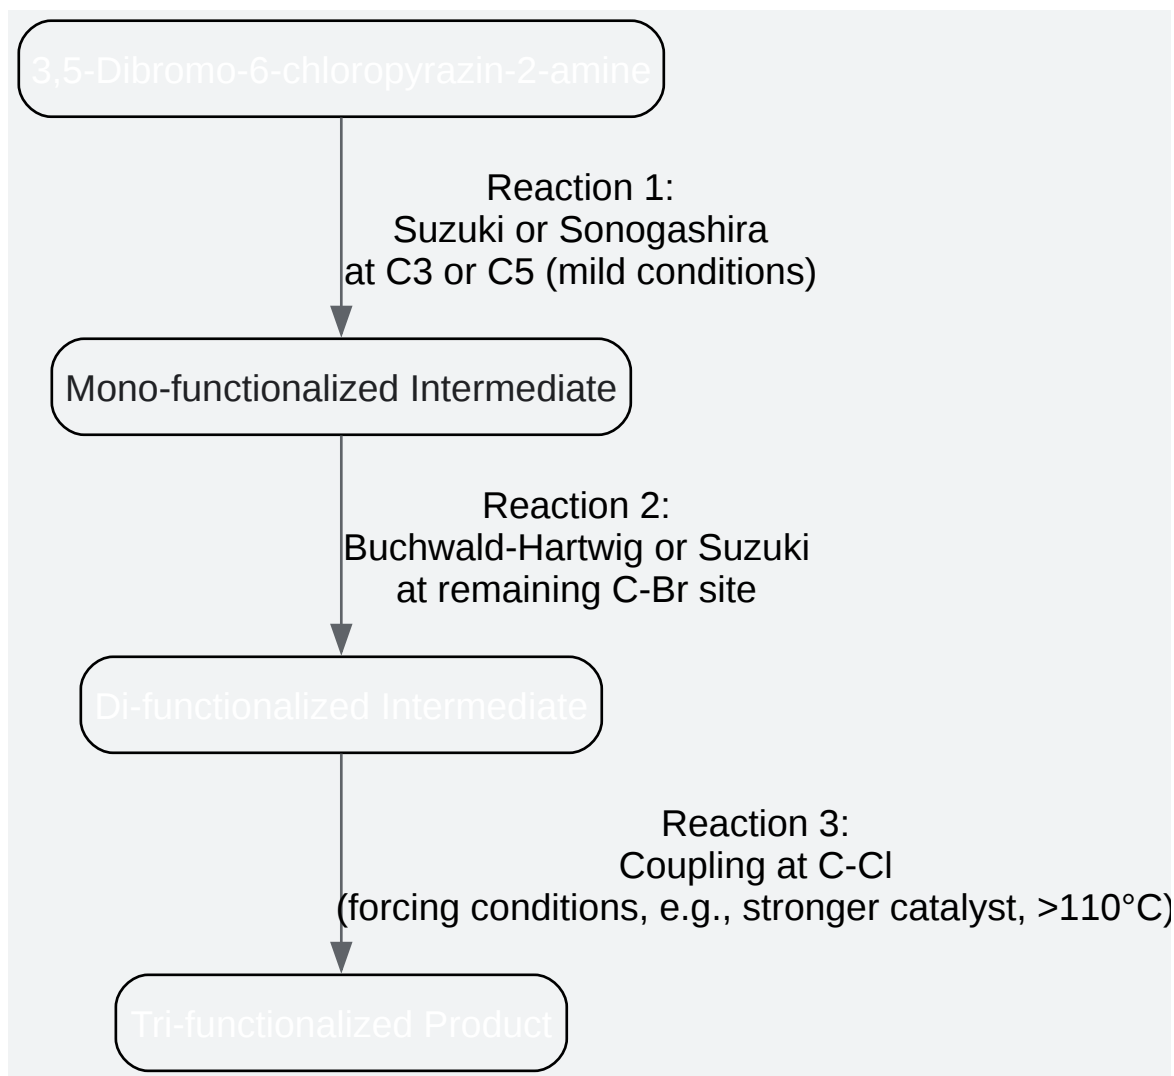 3,5-Dibromo-6-chloropyrazin-2-amine
Reaction 1:
Suzuki or Sonogashira
at C3 or C5 (mild conditions)
Mono-functionalized Intermediate
Reaction 2:
Buchwald-Hartwig or Suzuki
at remaining C-Br site
Di-functionalized Intermediate
Reaction 3:
Coupling at C-Cl
(forcing conditions, e.g., stronger catalyst, >110°C)
Tri-functionalized Product